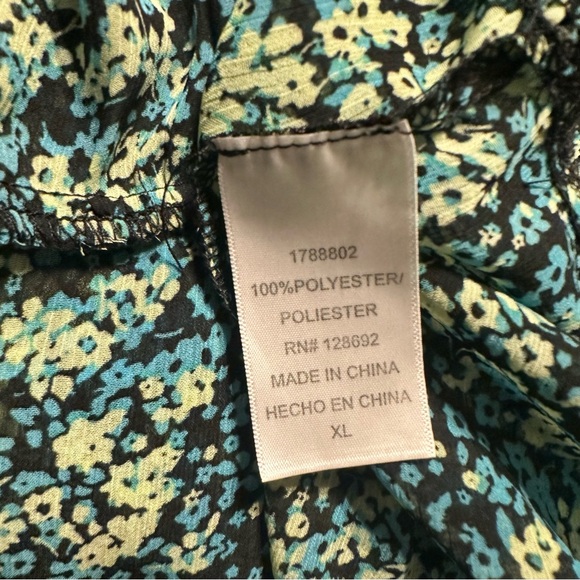 1788802
100%POLYESTER/
POLIESTER
RN# 128692
MADE IN CHINA
HECHO EN CHINA
XL